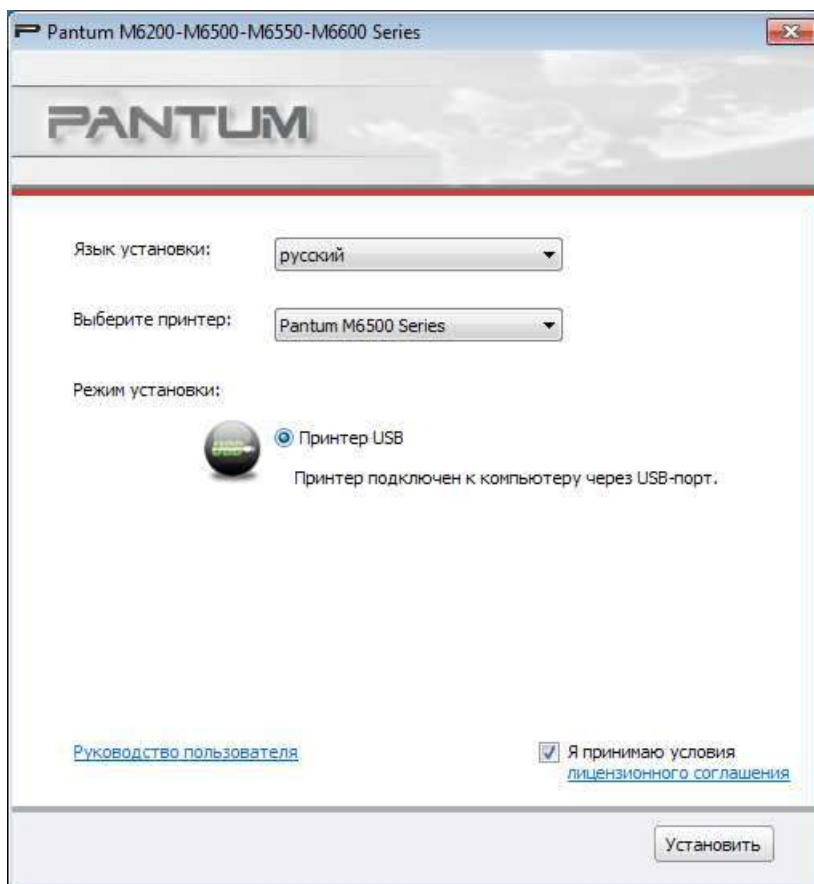 Pantum M6200-M6500-M6550-M6600 Series
PANTUM
Язык установки: русский
Выберите принтер: Pantum M6500 Series
Режим установки:
USB
Принтер USB
Принтер подключен к компьютеру через USB-порт.
Руководство пользователя
Я принимаю условия
лицензионного соглашения
Установить